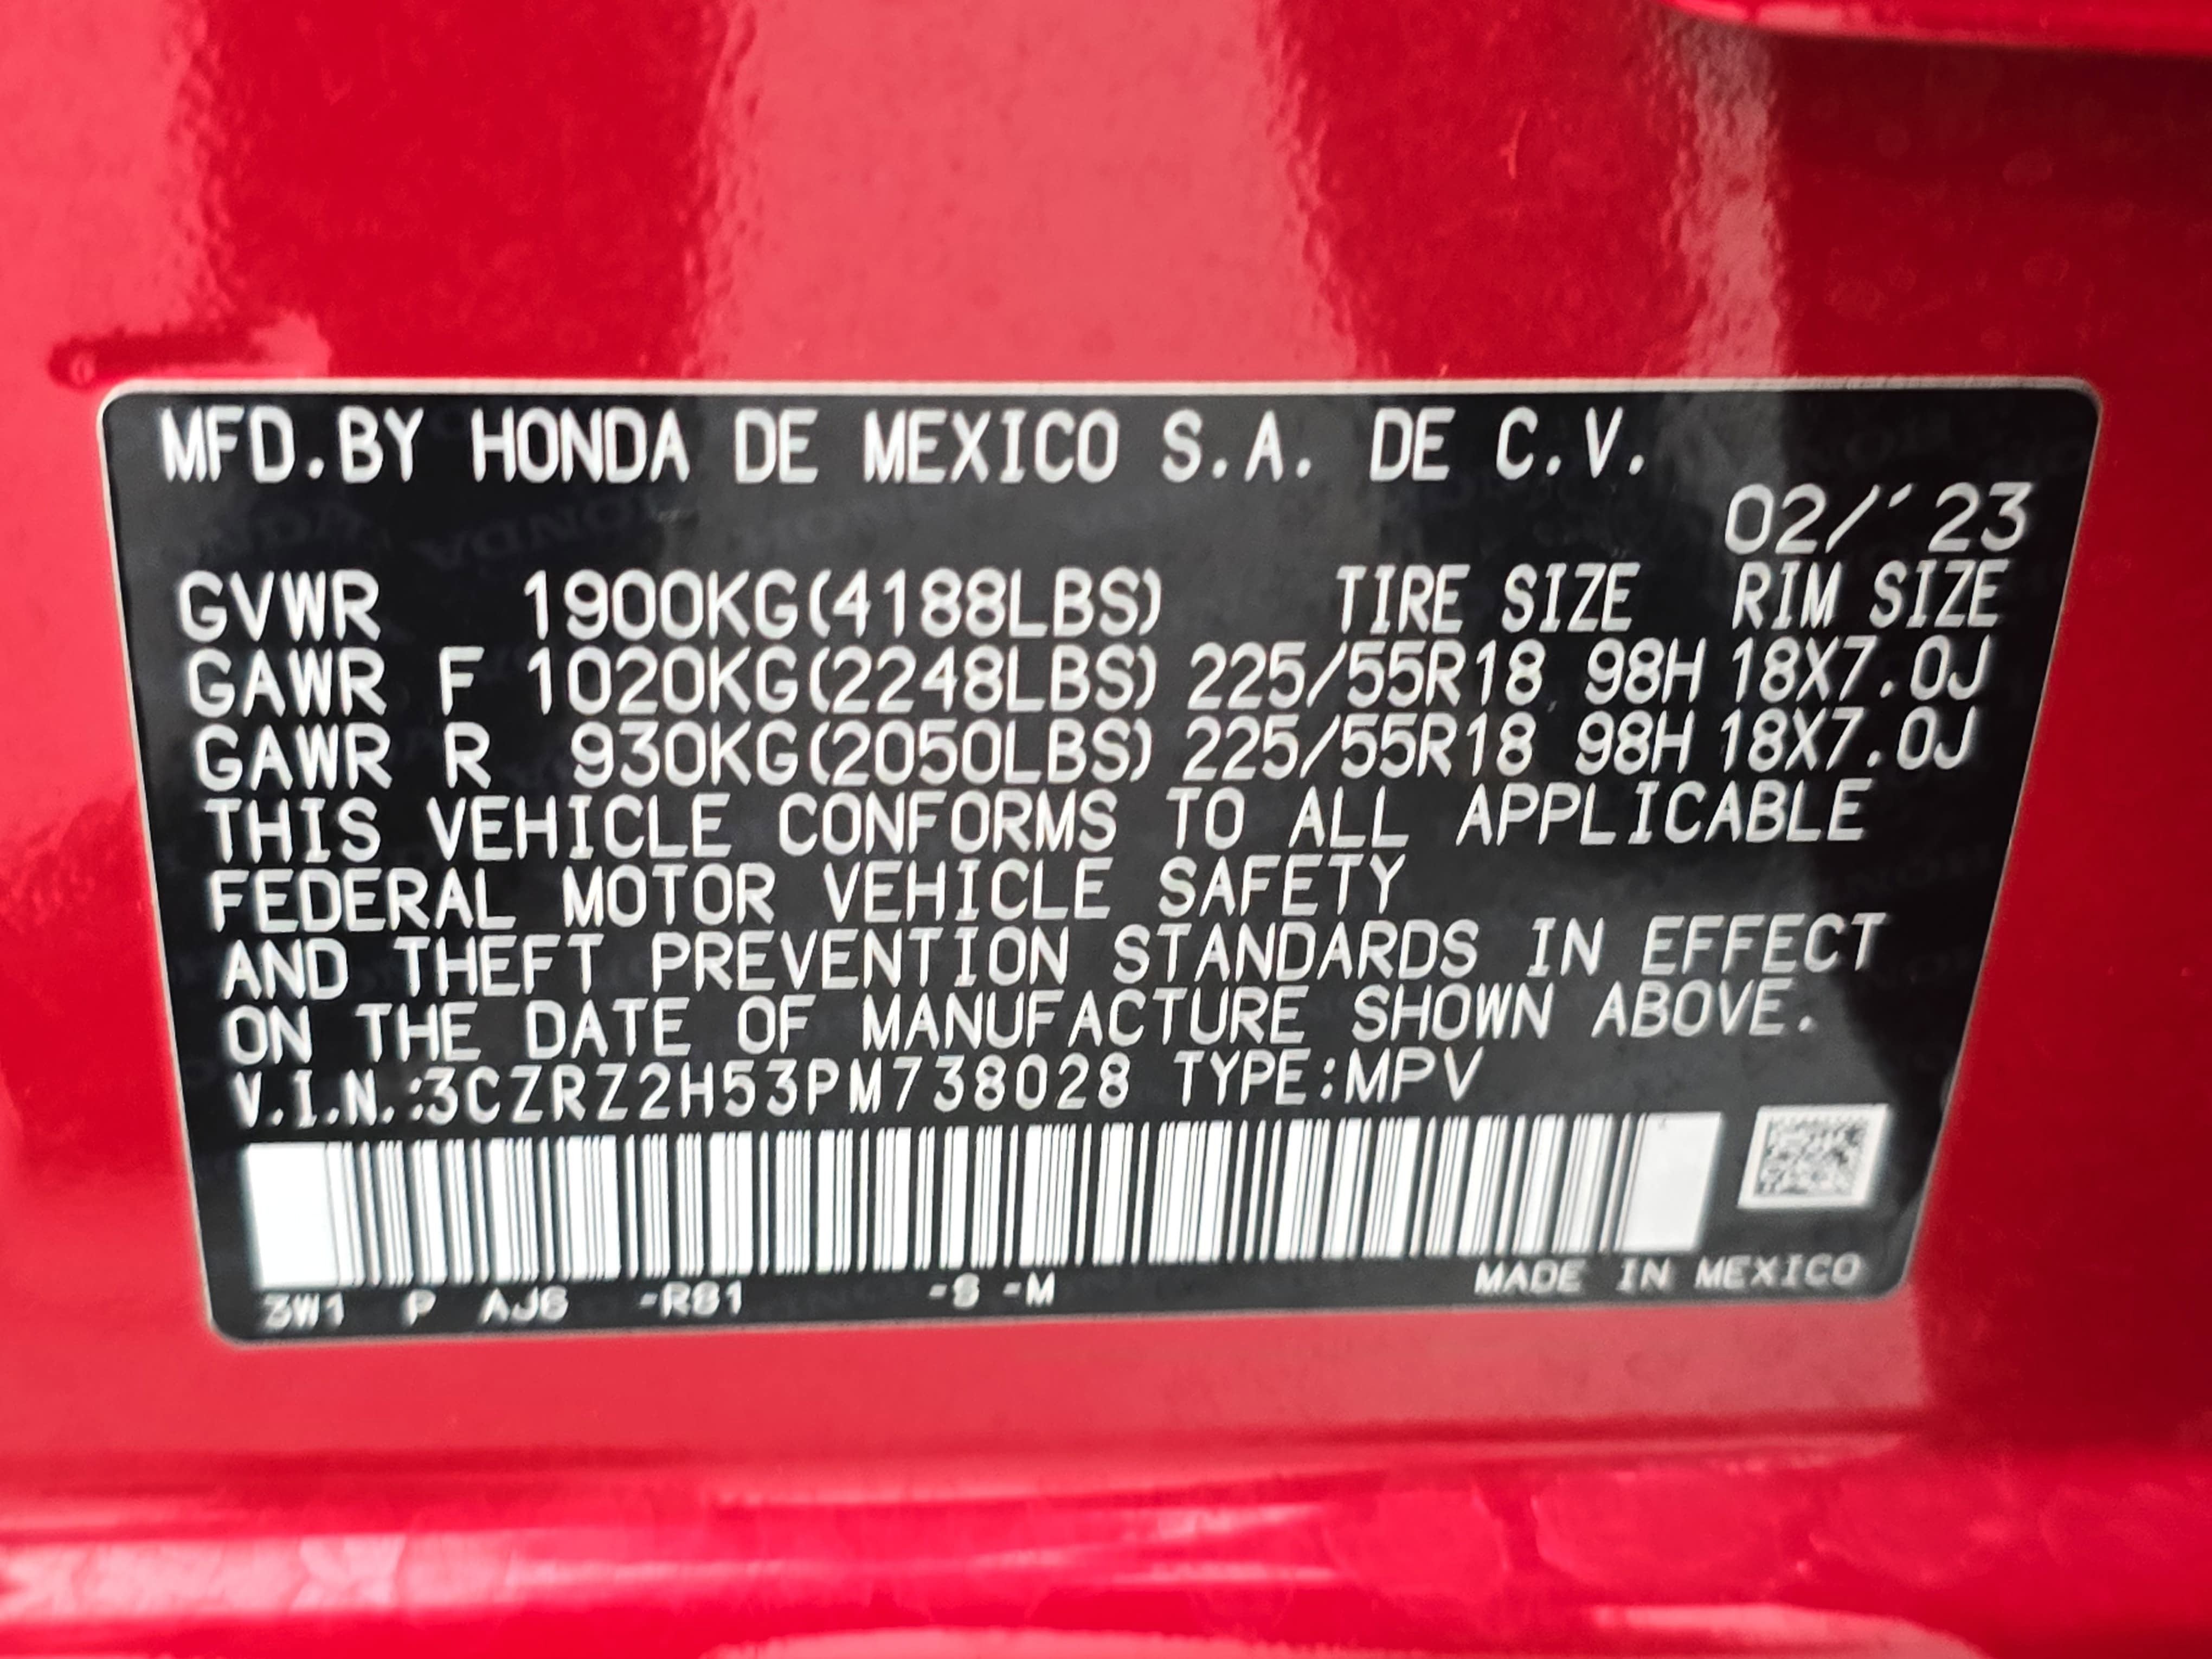 MFD.BY HONDA DE MEXICO S.A. DE C.V.
02/'23
GVWR 1900KG(4188LBS) TIRE SIZE RIM SIZE
GAWR F 1020KG(2248LBS) 225/55R18 98H 18X7.0J
GAWR R 930KG(2050LBS) 225/55R18 98H 18X7.0J
THIS VEHICLE CONFORMS TO ALL APPLICABLE
FEDERAL MOTOR VEHICLE SAFETY
AND THEFT PREVENTION STANDARDS IN EFFECT
ON THE DATE OF MANUFACTURE SHOWN ABOVE.
V.I.N.:3CZRZ2H53PM738028 TYPE:MPV
3W1 P AJ6 -R81 -S -M MADE IN MEXICO